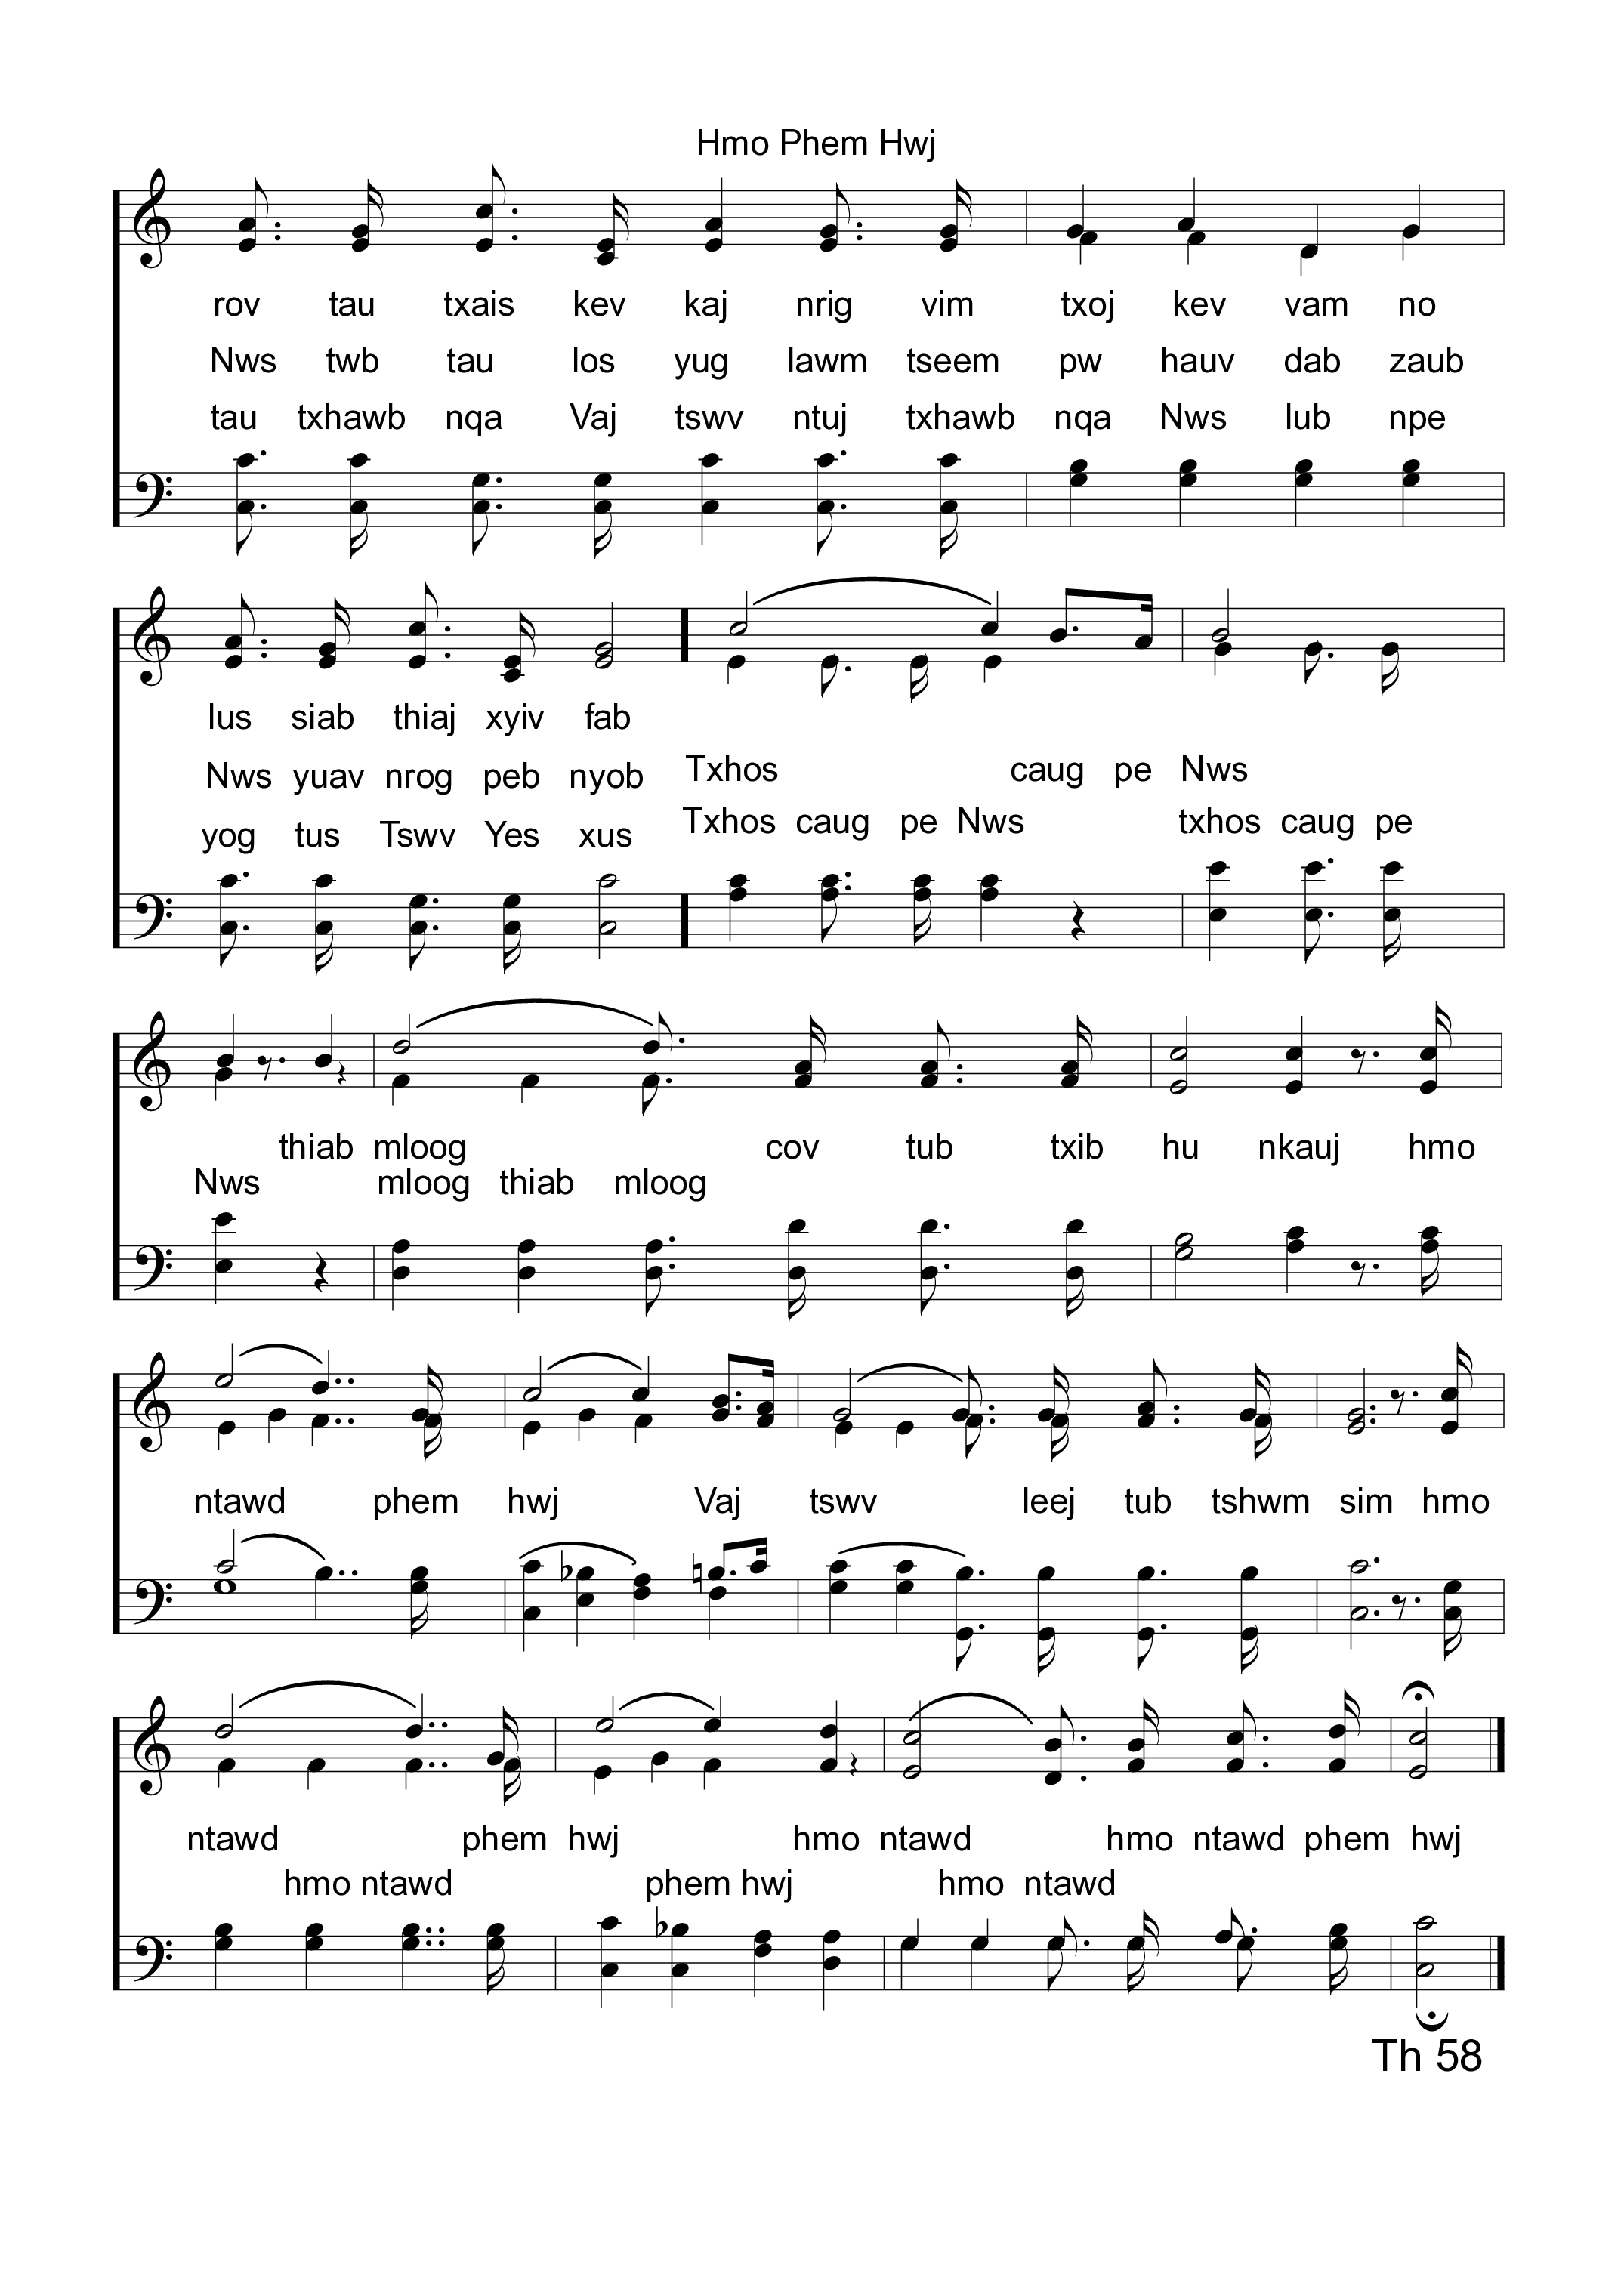 Hmo Phem Hwj
rov tau txais kev kaj nrig vim txoj kev vam no
Nws twb tau los yug lawm tseem pw hauv dab zaub
tau txhawb nqa Vaj tswv ntuj txhawb nqa Nws lub npe
lus siab thiaj xyiv fab
Nws yuav nrog peb nyob Txhos caug pe Nws
yog tus Tswv Yes xus Txhos caug pe Nws txhos caug pe
thiab mloog cov tub txib hu nkauj hmo
Nws mloog thiab mloog
ntawd phem hwj Vaj tswv leej tub tshwm sim hmo
ntawd phem hwj hmo ntawd hmo ntawd phem hwj
hmo ntawd phem hwj hmo ntawd
Th 58